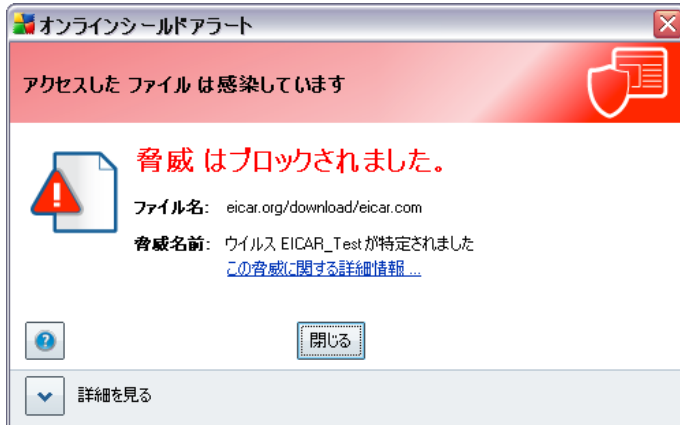 オンラインシールドアラート
アクセスした ファイル は感染しています
脅威 はブロックされました。
ファイル名: eicar.org/download/eicar.com
脅威名前: ウイルス EICAR_Test が特定されました
この脅威に関する詳細情報 ...
閉じる
詳細を見る